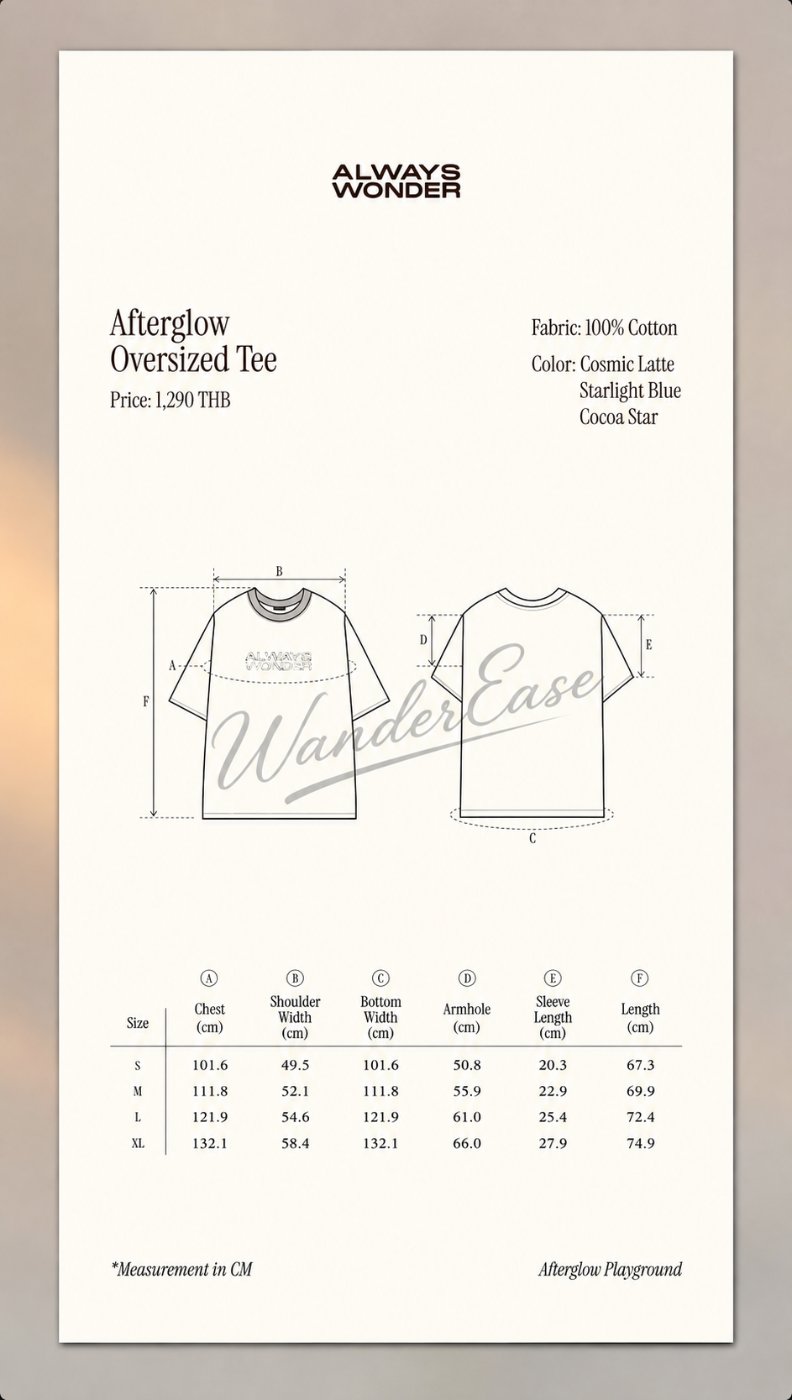 ALWAYS
WONDER
Afterglow
Oversized Tee
Price: 1,290 THB
Fabric: 100% Cotton
Color: Cosmic Latte
Starlight Blue
Cocoa Star
B
A
F
ALWAYS
WONDER
D
E
C
WanderEase
A B C D E F
Size Chest (cm) Shoulder Width (cm) Bottom Width (cm) Armhole (cm) Sleeve Length (cm) Length (cm)
S 101.6 49.5 101.6 50.8 20.3 67.3
M 111.8 52.1 111.8 55.9 22.9 69.9
L 121.9 54.6 121.9 61.0 25.4 72.4
XL 132.1 58.4 132.1 66.0 27.9 74.9
*Measurement in CM
Afterglow Playground